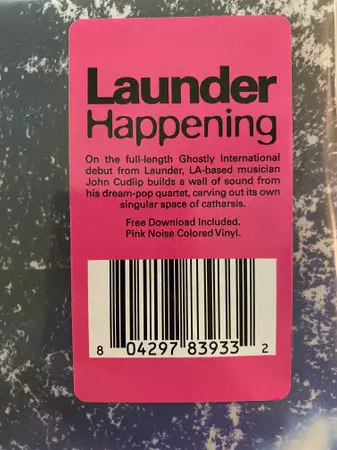 Launder
Happening
On the full-length Ghostly International
debut from Launder, LA-based musician
John Cudlip builds a wall of sound from
his dream-pop quartet, carving out its own
singular space of catharsis.
Free Download Included.
Pink Noise Colored Vinyl.
8 04297 83933 2